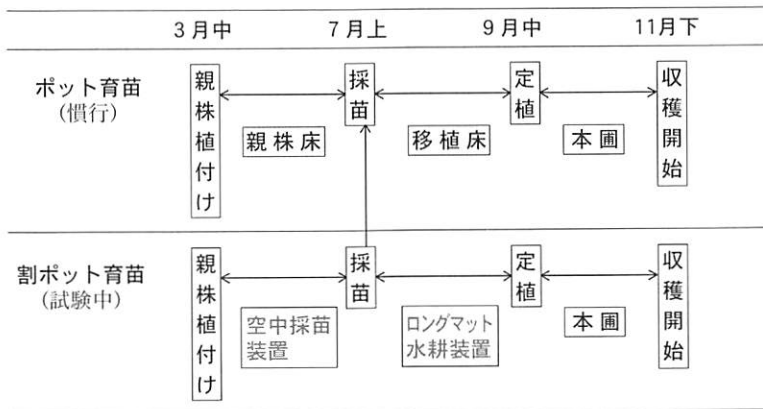 3月中 7月上 9月中 11月下
ポット育苗
(慣行)
親株植付け
採苗
定植
収穫開始
親株床
移植床
本圃
割ポット育苗
(試験中)
親株植付け
採苗
定植
収穫開始
空中採苗
装置
ロングマット
水耕装置
本圃